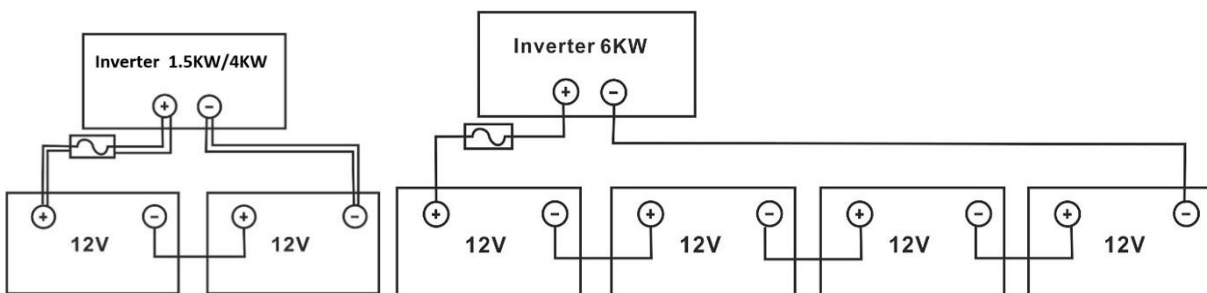 Inverter 1.5KW/4KW
+ −
+ − + −
12V 12V
Inverter 6KW
+ −
+ − + − + − + −
12V 12V 12V 12V